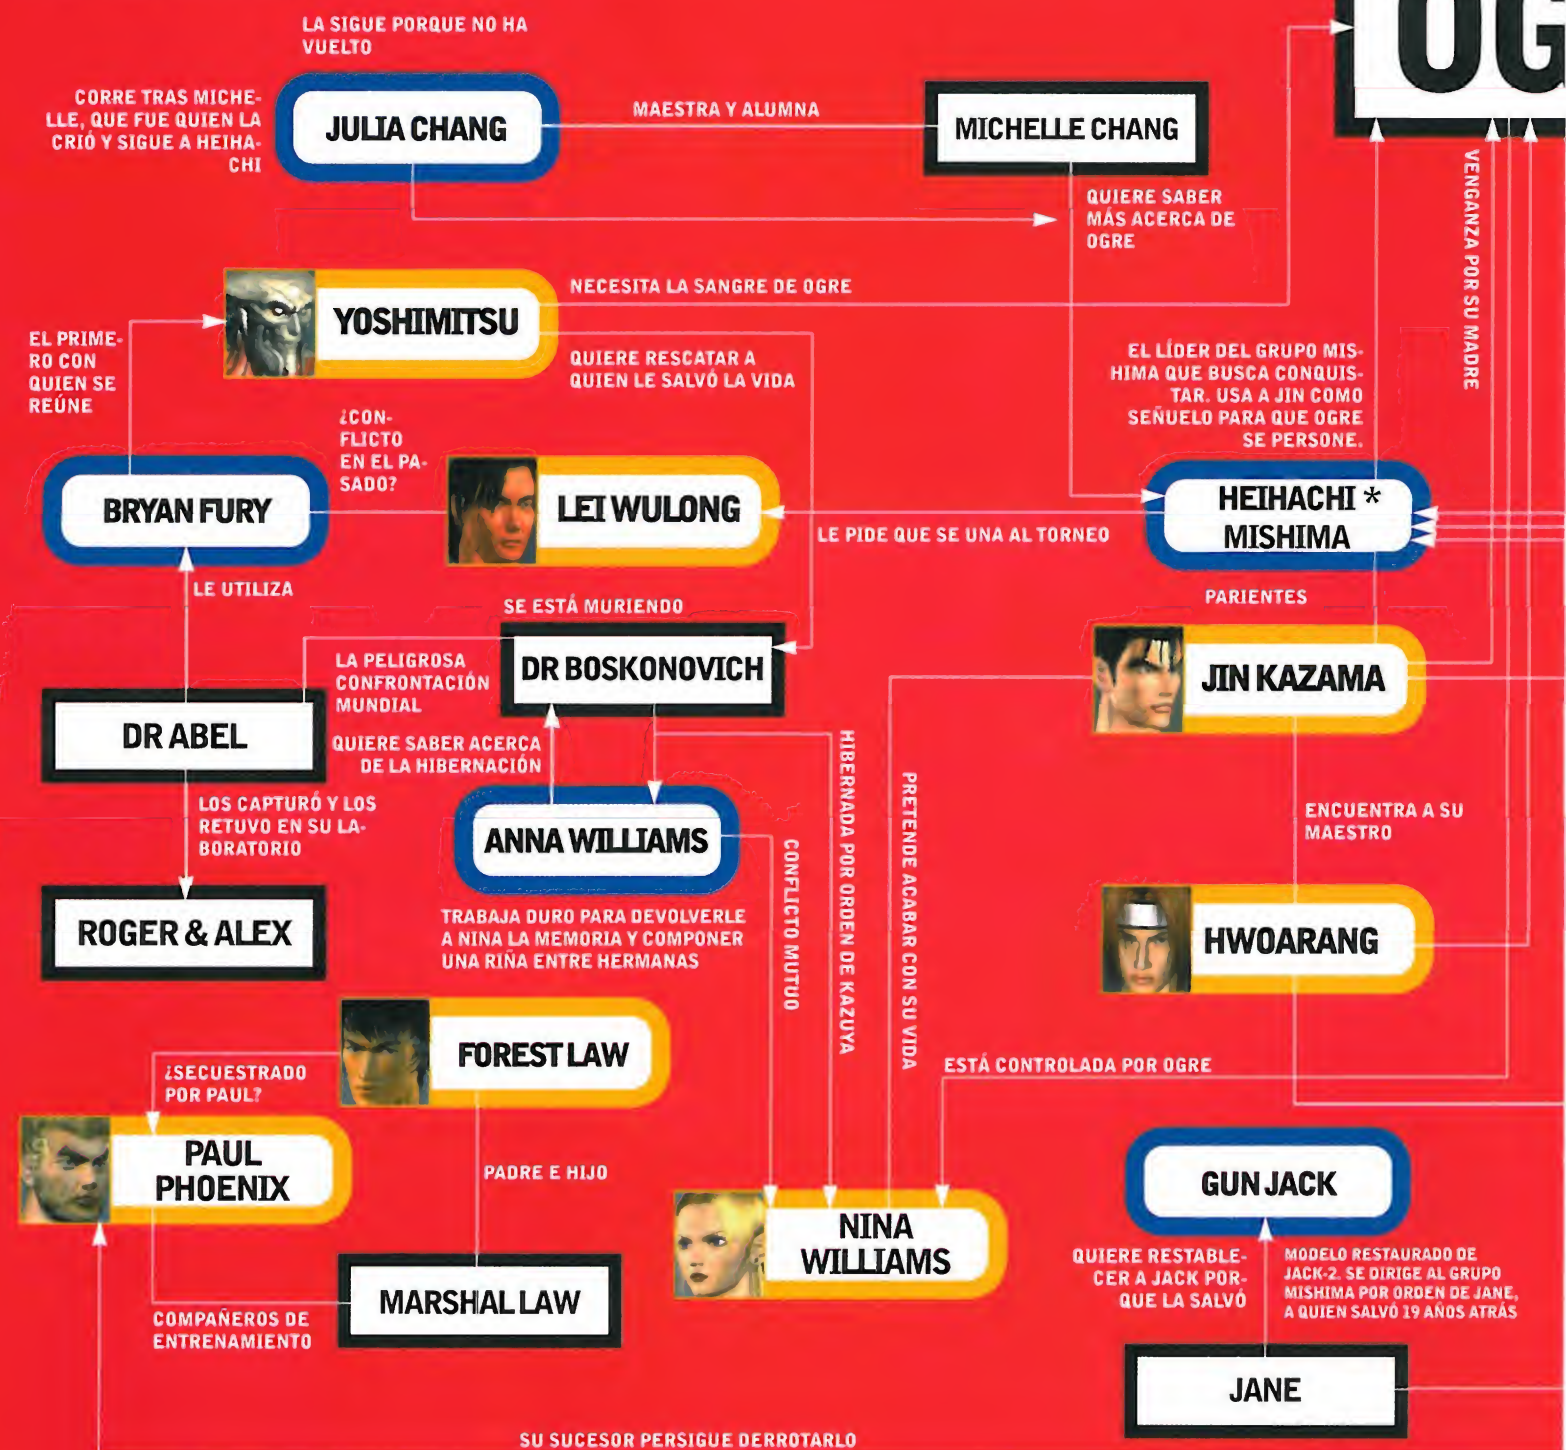 OG
LA SIGUE PORQUE NO HA
VUELTO
CORRE TRAS MICHE-
LLE, QUE FUE QUIEN LA
CRIÓ Y SIGUE A HEIHA-
CHI
JULIA CHANG
MAESTRA Y ALUMNA
MICHELLE CHANG
QUIERE SABER
MÁS ACERCA DE
OGRE
VENGANZA POR SU MADRE
YOSHIMITSU
NECESITA LA SANGRE DE OGRE
QUIERE RESCATAR A
QUIEN LE SALVÓ LA VIDA
EL PRIME-
RO CON
QUIEN SE
REÚNE
¿CON-
FLICTO
EN EL PA-
SADO?
EL LÍDER DEL GRUPO MIS-
HIMA QUE BUSCA CONQUIS-
TAR. USA A JIN COMO
SEÑUELO PARA QUE OGRE
SE PERSONE.
BRYAN FURY
LEI WULONG
LE PIDE QUE SE UNA AL TORNEO
HEIHACHI *
MISHIMA
LE UTILIZA
SE ESTÁ MURIENDO
PARIENTES
LA PELIGROSA
CONFRONTACIÓN
MUNDIAL
DR BOSKONOVICH
JIN KAZAMA
DR ABEL
QUIERE SABER ACERCA
DE LA HIBERNACIÓN
HIBERNADA POR ORDEN DE KAZUYA
PRETENDE ACABAR CON SU VIDA
LOS CAPTURÓ Y LOS
RETUVO EN SU LA-
BORATORIO
ANNA WILLIAMS
CONFLICTO MUTUO
ENCUENTRA A SU
MAESTRO
ROGER & ALEX
TRABAJA DURO PARA DEVOLVERLE
A NINA LA MEMORIA Y COMPONER
UNA RIÑA ENTRE HERMANAS
HWOARANG
FOREST LAW
¿SECUESTRADO
POR PAUL?
ESTÁ CONTROLADA POR OGRE
PAUL
PHOENIX
PADRE E HIJO
NINA
WILLIAMS
GUN JACK
COMPAÑEROS DE
ENTRENAMIENTO
MARSHAL LAW
QUIERE RESTABLE-
CER A JACK POR-
QUE LA SALVÓ
MODELO RESTAURADO DE
JACK-2. SE DIRIGE AL GRUPO
MISHIMA POR ORDEN DE JANE,
A QUIEN SALVÓ 19 AÑOS ATRÁS
JANE
SU SUCESOR PERSIGUE DERROTARLO